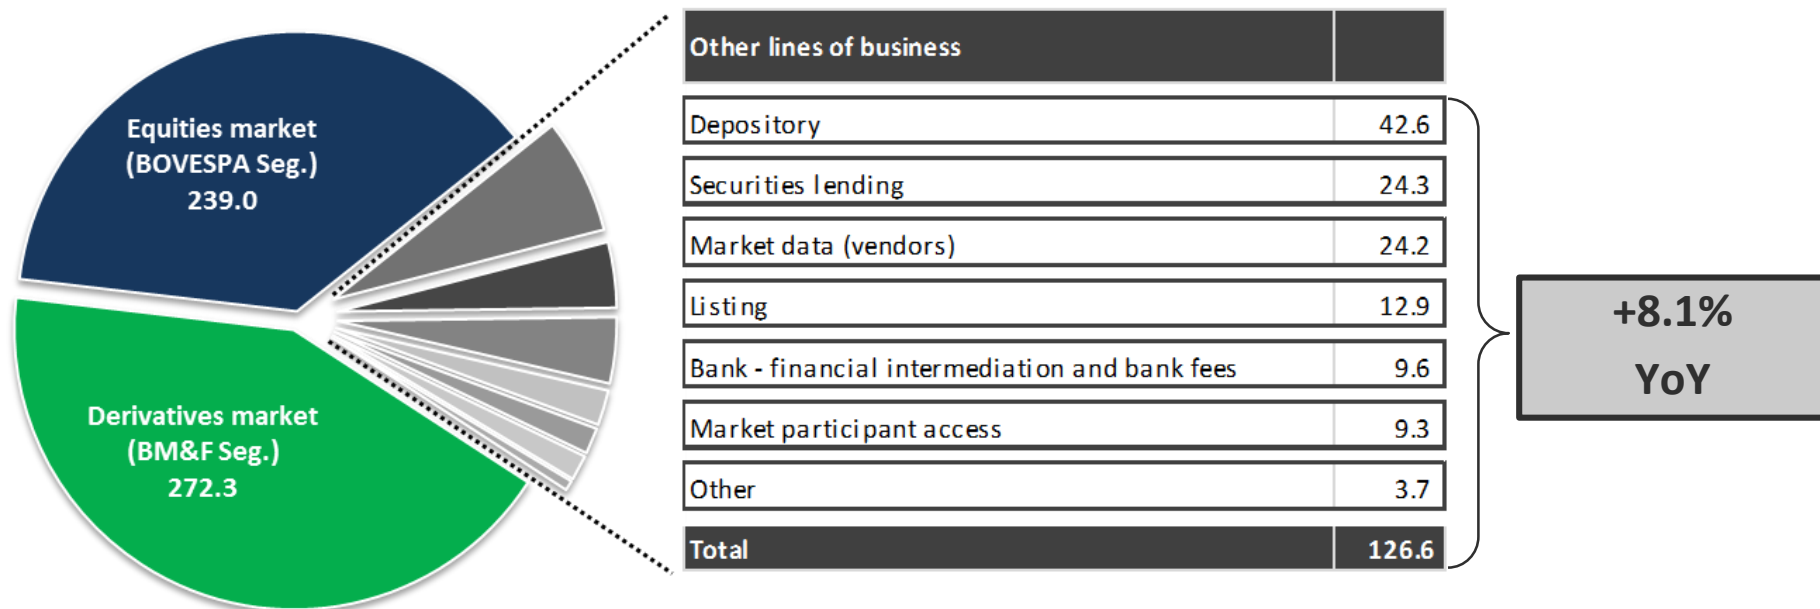 Equities market
(BOVESPA Seg.)
239.0
Derivatives market
(BM&F Seg.)
272.3
Other lines of business
Depository 42.6
Securities lending 24.3
Market data (vendors) 24.2
Listing 12.9
Bank - financial intermediation and bank fees 9.6
Market participant access 9.3
Other 3.7
Total 126.6
+8.1%
YoY